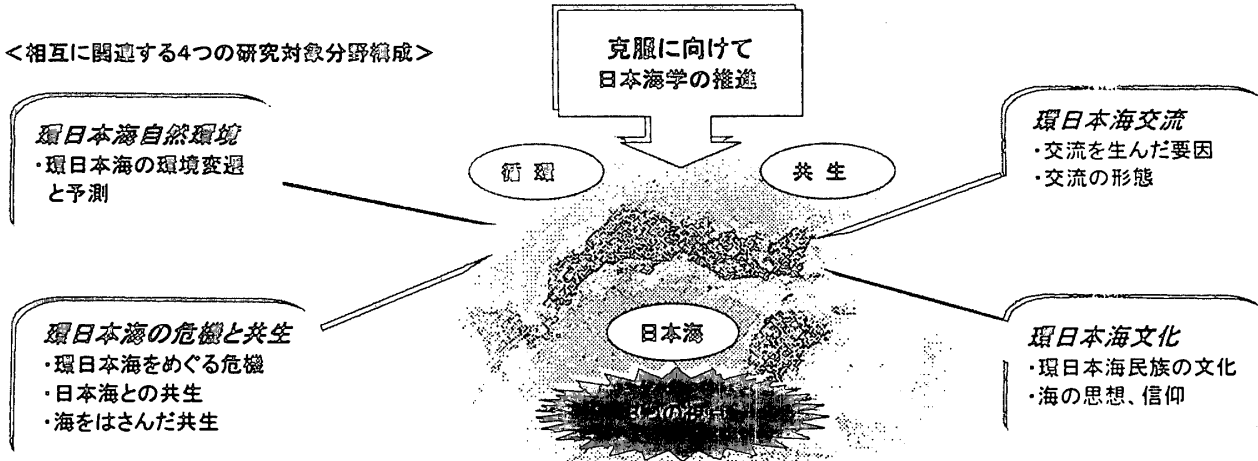 ＜相互に関連する4つの研究対象分野構成＞
克服に向けて
日本海学の推進
環日本海自然環境
・環日本海の環境変遷
と予測
循環
共生
環日本海交流
・交流を生んだ要因
・交流の形態
環日本海の危機と共生
・環日本海をめぐる危機
・日本海との共生
・海をはさんだ共生
日本海
環日本海文化
・環日本海民族の文化
・海の思想、信仰